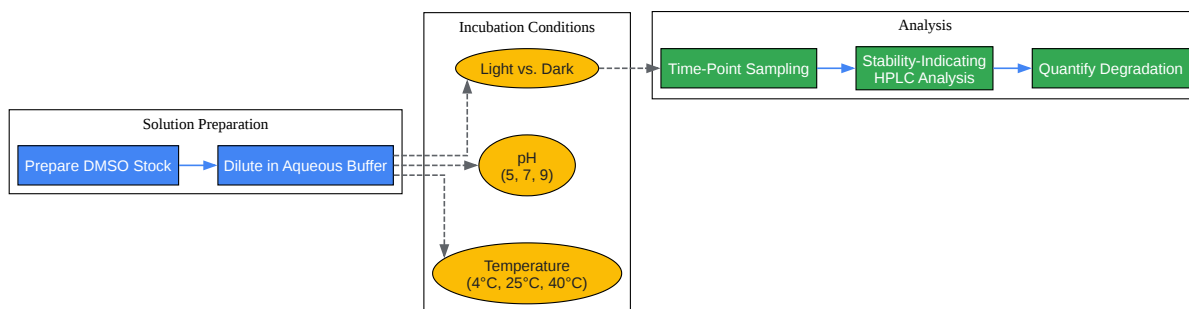 Solution Preparation
Prepare DMSO Stock
Dilute in Aqueous Buffer
Incubation Conditions
Light vs. Dark
pH
(5, 7, 9)
Temperature
(4°C, 25°C, 40°C)
Analysis
Time-Point Sampling
Stability-Indicating
HPLC Analysis
Quantify Degradation